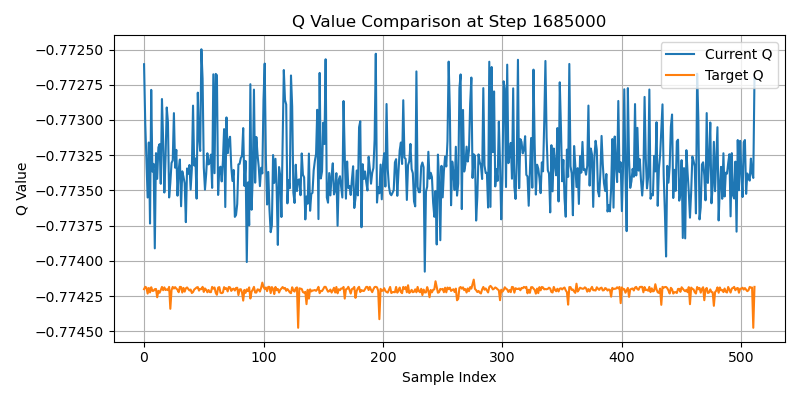 Q Value Comparison at Step 1685000
−0.77250
−0.77275
−0.77300
−0.77325
−0.77350
−0.77375
−0.77400
−0.77425
−0.77450
Q Value
Current Q
Target Q
0 100 200 300 400 500
Sample Index